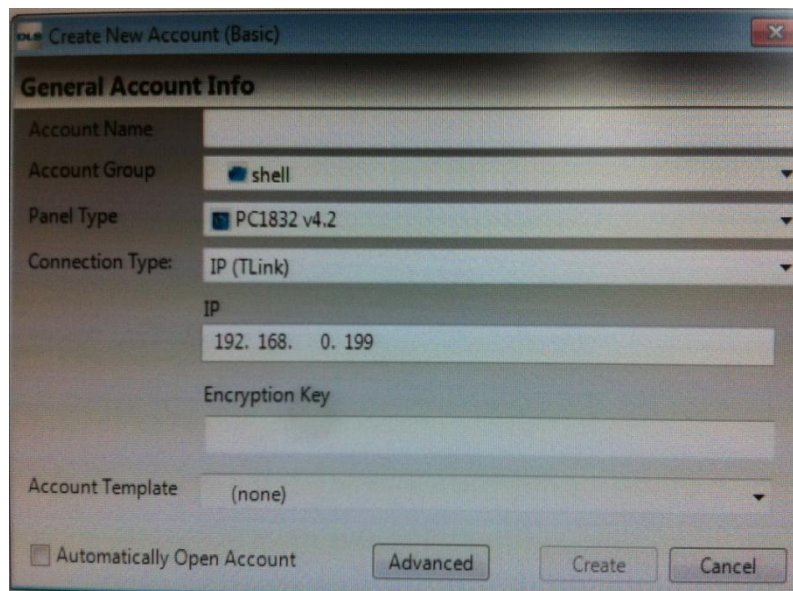 DLS Create New Account (Basic)
General Account Info
Account Name
Account Group shell
Panel Type PC1832 v4.2
Connection Type: IP (TLink)
IP
192. 168. 0. 199
Encryption Key
Account Template (none)
Automatically Open Account Advanced Create Cancel